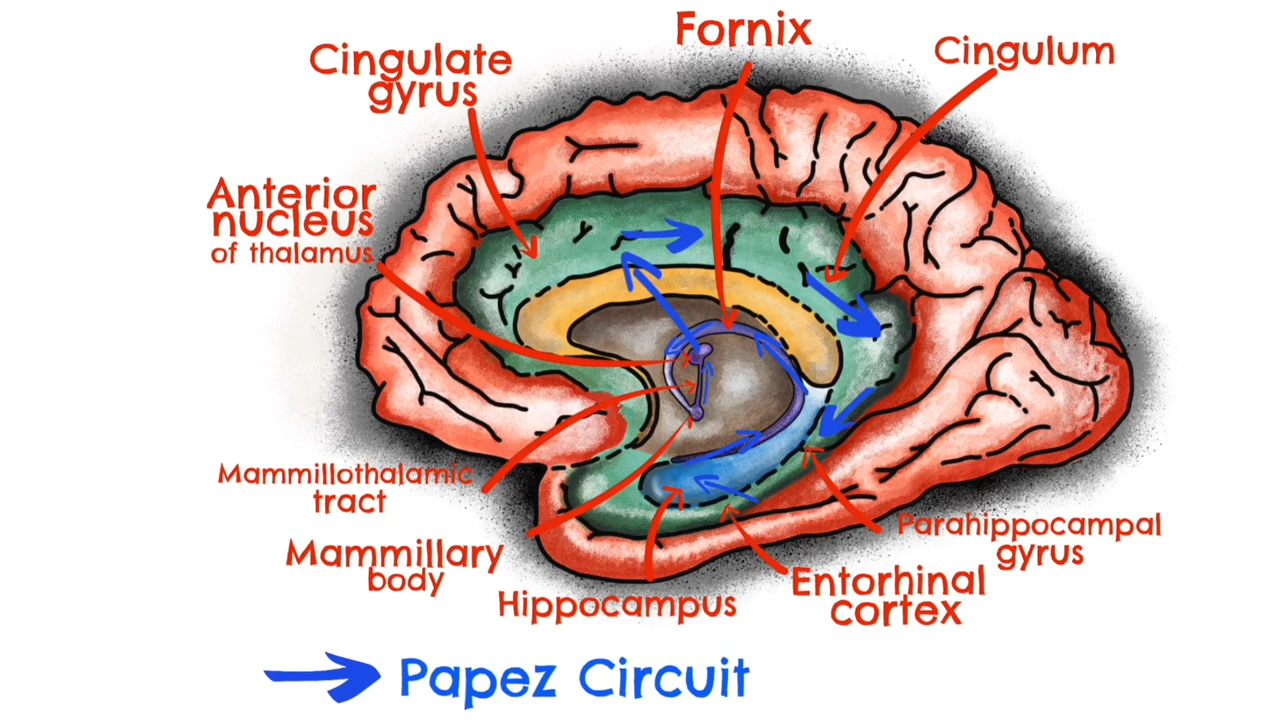 Fornix
Cingulum
Cingulate
gyrus
Anterior
nucleus
of thalamus
Mammillothalamic
tract
Mammillary
body
Hippocampus
Entorhinal
cortex
Parahippocampal
gyrus
Papez Circuit